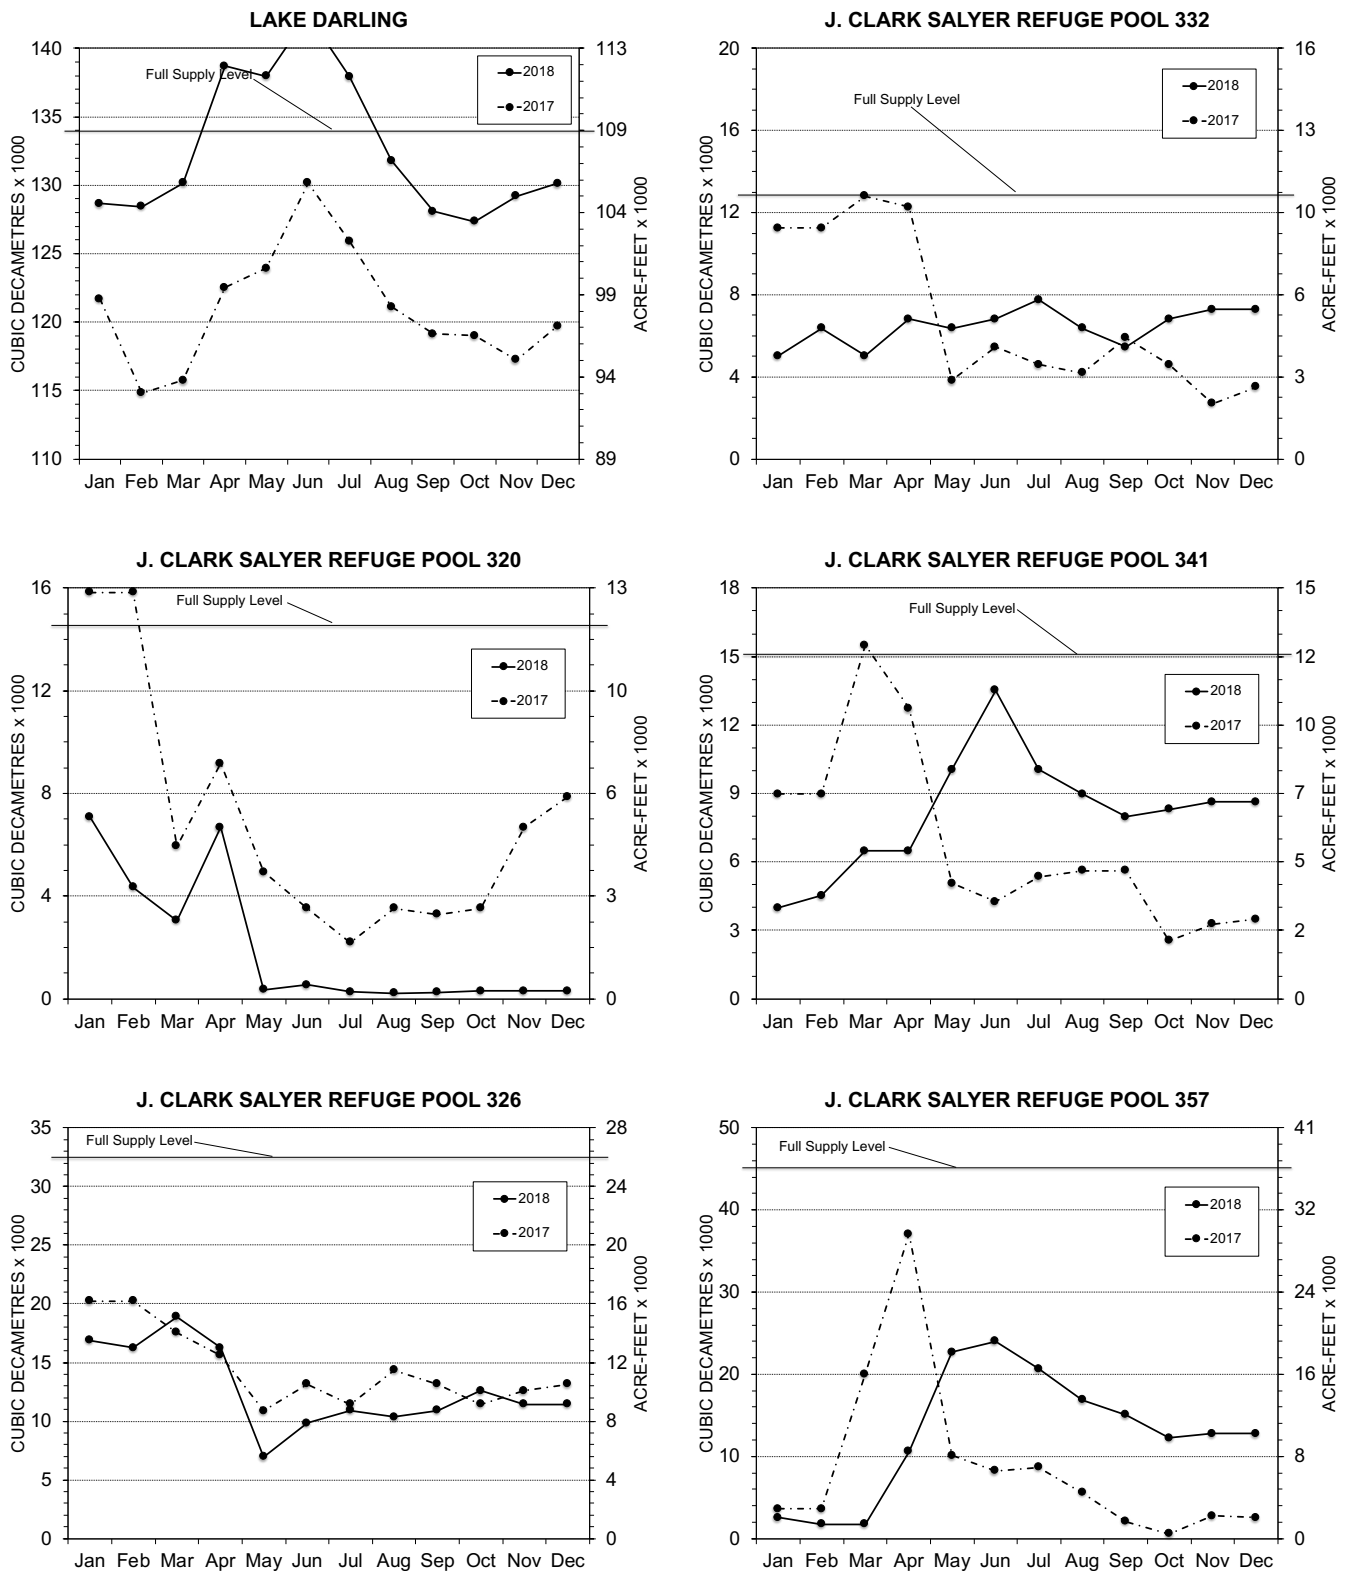 LAKE DARLING
140
135
130
125
120
115
110
CUBIC DECAMETRES x 1000
113
109
104
99
94
89
ACRE-FEET x 1000
Full Supply Level
2018
2017
Jan Feb Mar Apr May Jun Jul Aug Sep Oct Nov Dec
J. CLARK SALYER REFUGE POOL 332
20
16
12
8
4
0
CUBIC DECAMETRES x 1000
16
13
10
6
3
0
ACRE-FEET x 1000
Full Supply Level
2018
2017
Jan Feb Mar Apr May Jun Jul Aug Sep Oct Nov Dec
J. CLARK SALYER REFUGE POOL 320
16
12
8
4
0
CUBIC DECAMETRES x 1000
13
10
6
3
0
ACRE-FEET x 1000
Full Supply Level
2018
2017
Jan Feb Mar Apr May Jun Jul Aug Sep Oct Nov Dec
J. CLARK SALYER REFUGE POOL 341
18
15
12
9
6
3
0
CUBIC DECAMETRES x 1000
15
12
10
7
5
2
0
ACRE-FEET x 1000
Full Supply Level
2018
2017
Jan Feb Mar Apr May Jun Jul Aug Sep Oct Nov Dec
J. CLARK SALYER REFUGE POOL 326
35
30
25
20
15
10
5
0
CUBIC DECAMETRES x 1000
28
24
20
16
12
8
4
0
ACRE-FEET x 1000
Full Supply Level
2018
2017
Jan Feb Mar Apr May Jun Jul Aug Sep Oct Nov Dec
J. CLARK SALYER REFUGE POOL 357
50
40
30
20
10
0
CUBIC DECAMETRES x 1000
41
32
24
16
8
0
ACRE-FEET x 1000
Full Supply Level
2018
2017
Jan Feb Mar Apr May Jun Jul Aug Sep Oct Nov Dec